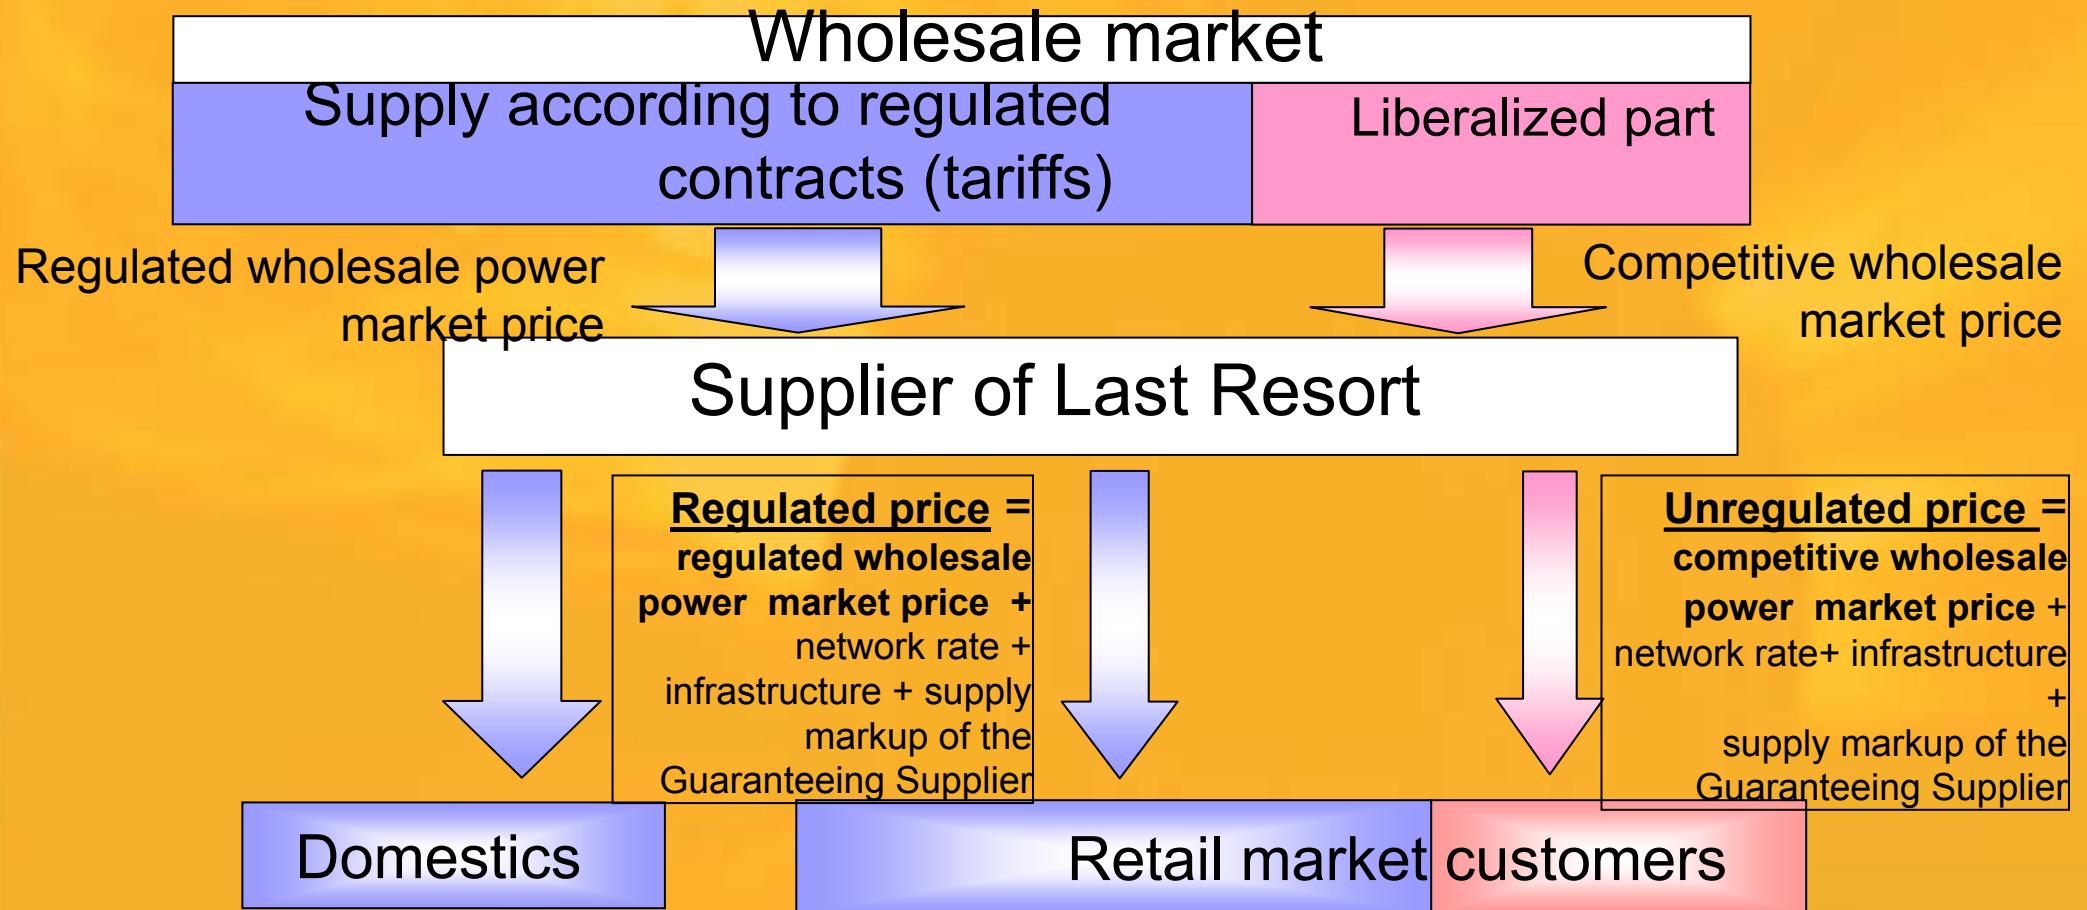 Wholesale market
Supply according to regulated
contracts (tariffs)
Liberalized part
Regulated wholesale power
market price
Competitive wholesale
market price
Supplier of Last Resort
Regulated price =
regulated wholesale
power market price +
network rate +
infrastructure + supply
markup of the
Guaranteeing Supplier
Unregulated price =
competitive wholesale
power market price +
network rate+ infrastructure
+
supply markup of the
Guaranteeing Supplier
Domestics
Retail market customers